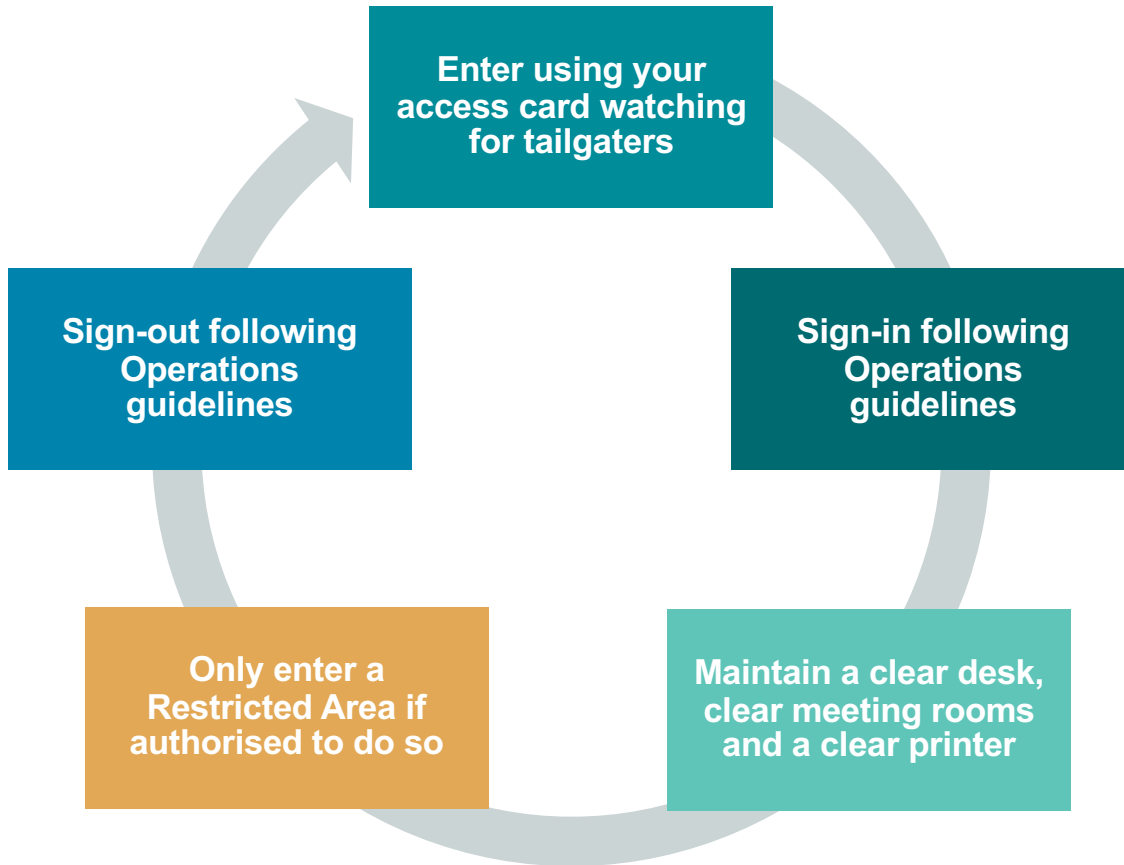 Enter using your
access card watching
for tailgaters
Sign-in following
Operations
guidelines
Maintain a clear desk,
clear meeting rooms
and a clear printer
Only enter a
Restricted Area if
authorised to do so
Sign-out following
Operations
guidelines